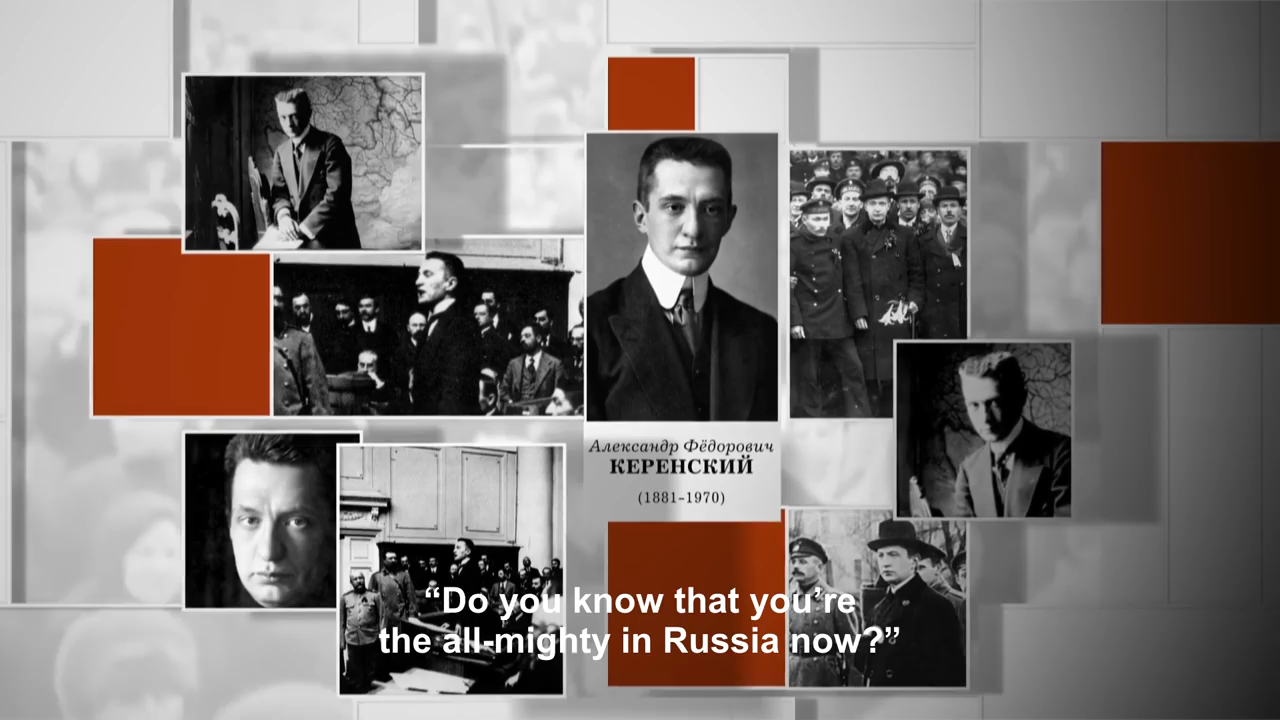 Александр Фёдорович
КЕРЕНСКИЙ
(1881–1970)
“Do you know that you’re
the all-mighty in Russia now?”